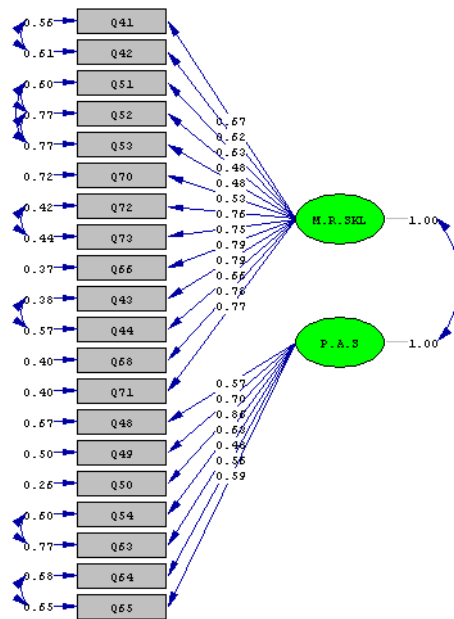 0.56 Q41
0.61 Q42
0.60 Q51
0.77 Q52
0.77 Q53
0.72 Q70
0.42 Q72
0.44 Q73
0.37 Q66
0.38 Q43
0.57 Q44
0.40 Q68
0.40 Q71
0.67 Q48
0.50 Q49
0.26 Q50
0.60 Q54
0.77 Q63
0.68 Q64
0.65 Q65
0.67
0.62
0.63
0.48
0.48
0.53
0.76
0.75
0.79
0.79
0.66
0.78
0.77
0.57
0.70
0.86
0.63
0.48
0.56
0.59
M.R.SKL 1.00
P.A.S 1.00